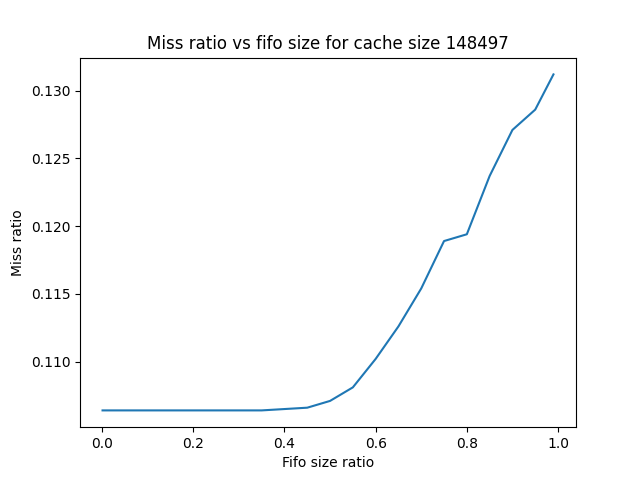 Miss ratio vs fifo size for cache size 148497
0.130
0.125
0.120
0.115
0.110
Miss ratio
0.0 0.2 0.4 0.6 0.8 1.0
Fifo size ratio